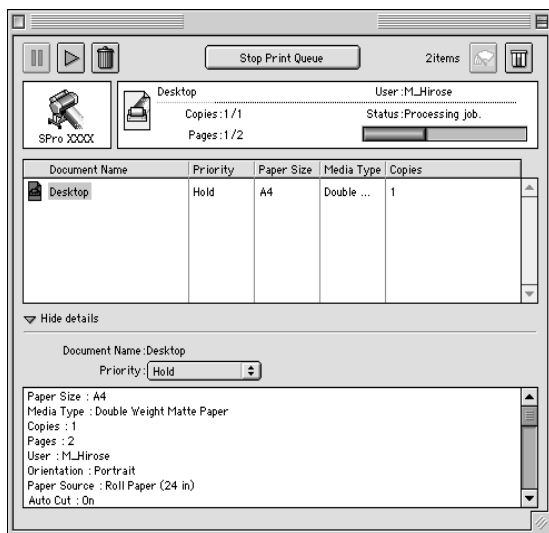 Stop Print Queue
2items
SPro XXXX
Desktop
User :M_Hirose
Copies :1/1
Status :Processing job.
Pages :1/2
Document Name Priority Paper Size Media Type Copies
Desktop Hold A4 Double ... 1
Hide details
Document Name :Desktop
Priority : Hold
Paper Size : A4
Media Type : Double Weight Matte Paper
Copies : 1
Pages : 2
User : M_Hirose
Orientation : Portrait
Paper Source : Roll Paper (24 in)
Auto Cut : On